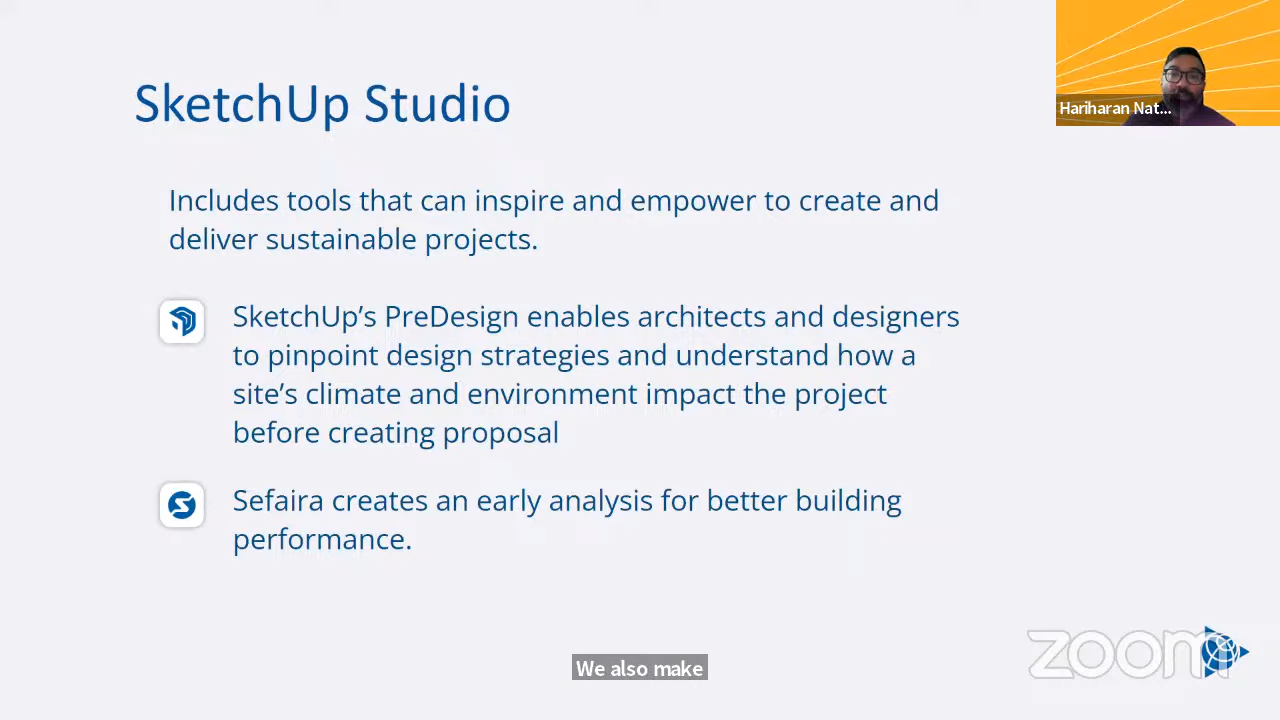 SketchUp Studio
Hariharan Nat...
Includes tools that can inspire and empower to create and
deliver sustainable projects.
SketchUp’s PreDesign enables architects and designers
to pinpoint design strategies and understand how a
site’s climate and environment impact the project
before creating proposal
Sefaira creates an early analysis for better building
performance.
zoom
We also make